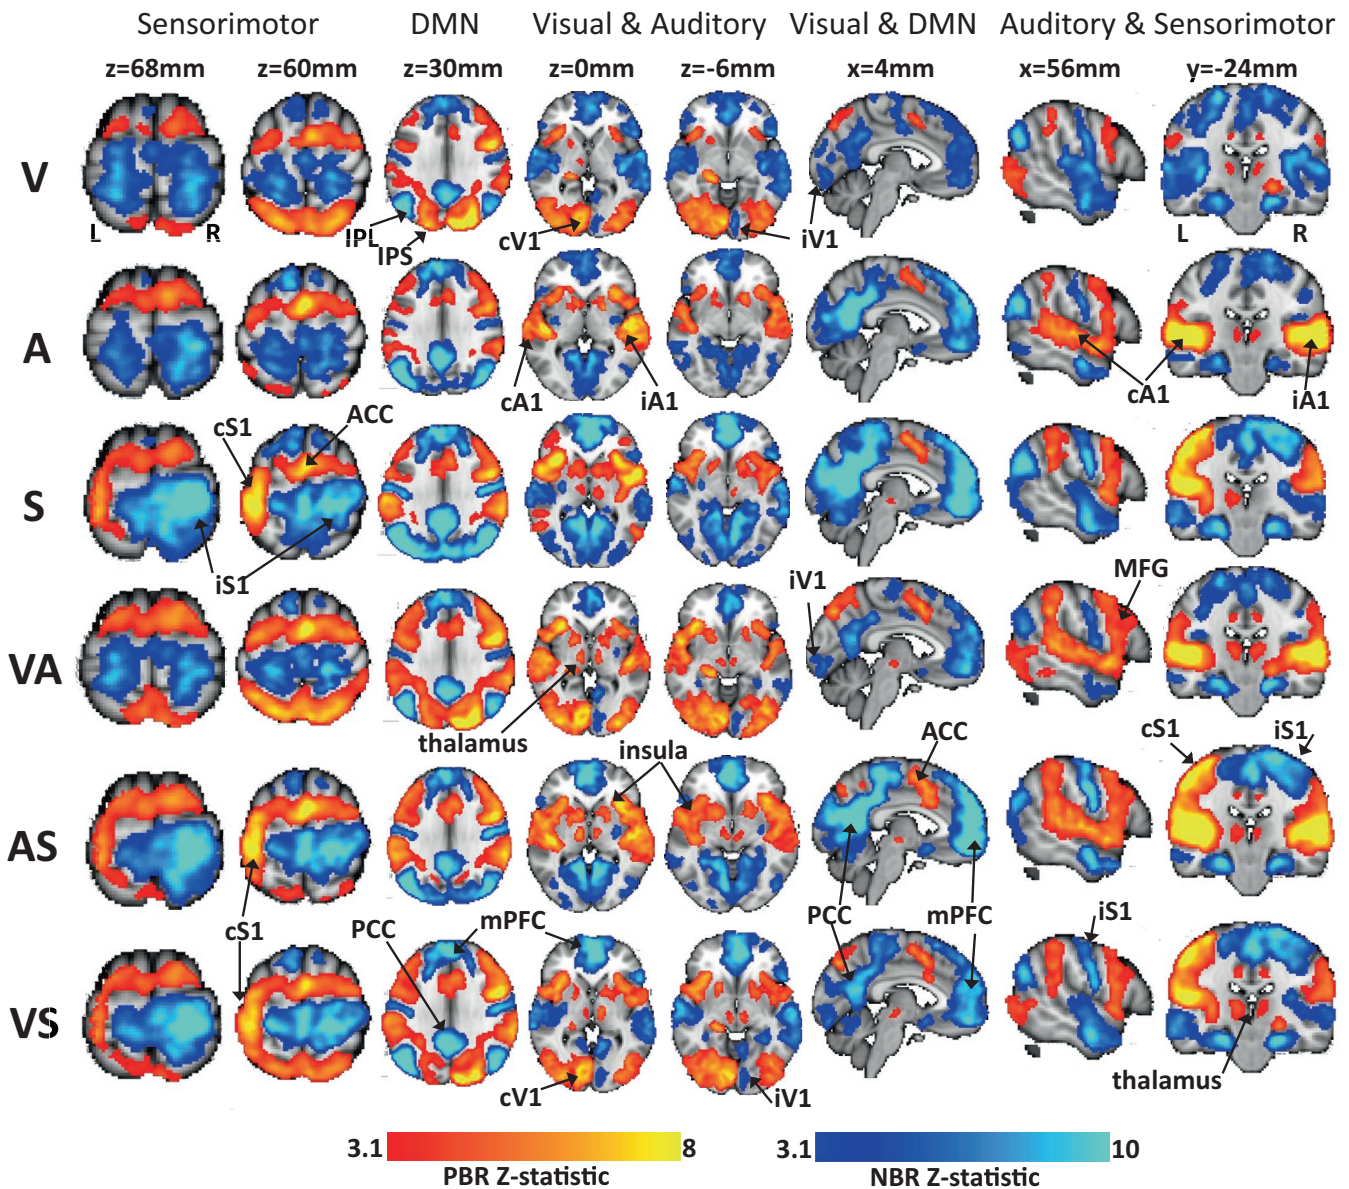 Sensorimotor DMN Visual & Auditory Visual & DMN Auditory & Sensorimotor
z=68mm z=60mm z=30mm z=0mm z=-6mm x=4mm x=56mm y=-24mm
V
L R IPL IPS cV1 iV1 L R
A
cA1 iA1 cA1 iA1
cS1 ACC
S
iS1 iV1 MFG
VA
thalamus insula ACC cS1 iS1
AS
cS1 PCC mPFC PCC mPFC iS1
VS
cV1 iV1 thalamus
3.1 8 3.1 10
PBR Z-statistic NBR Z-statistic